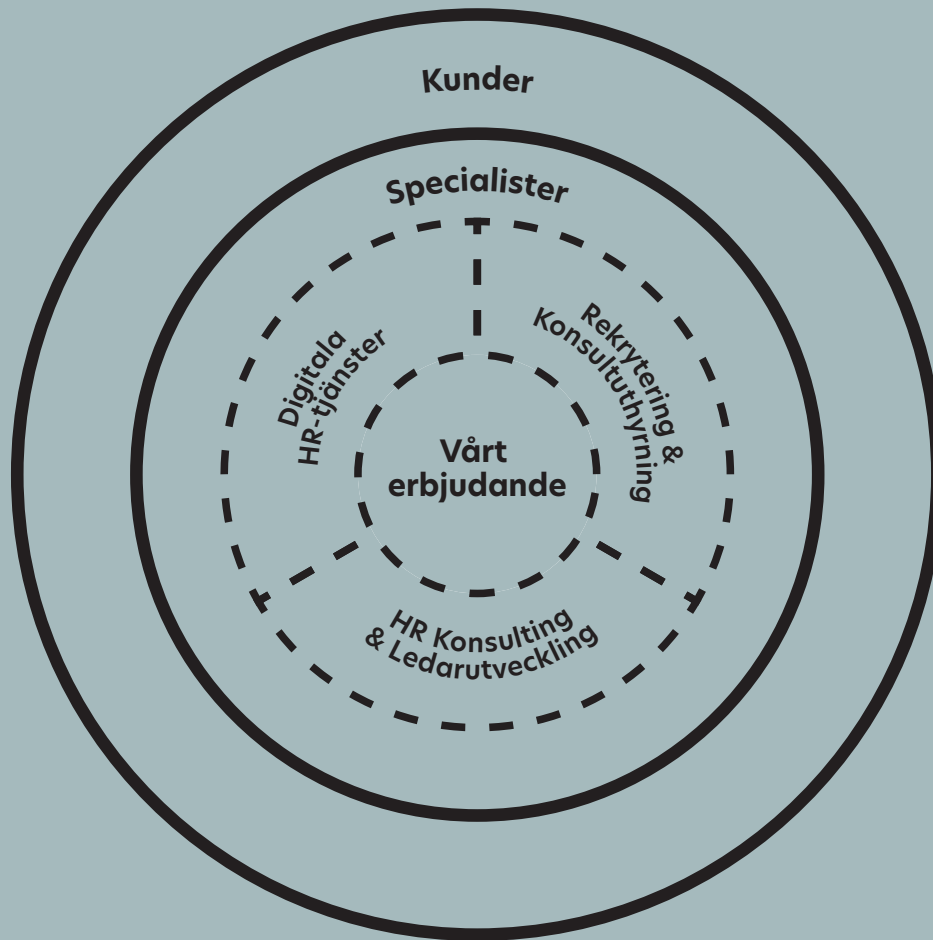 Kunder
Specialister
Digitala
HR-tjänster
Rekrytering &
Konsultuthyrning
Vårt
erbjudande
HR Konsulting
& Ledarutveckling